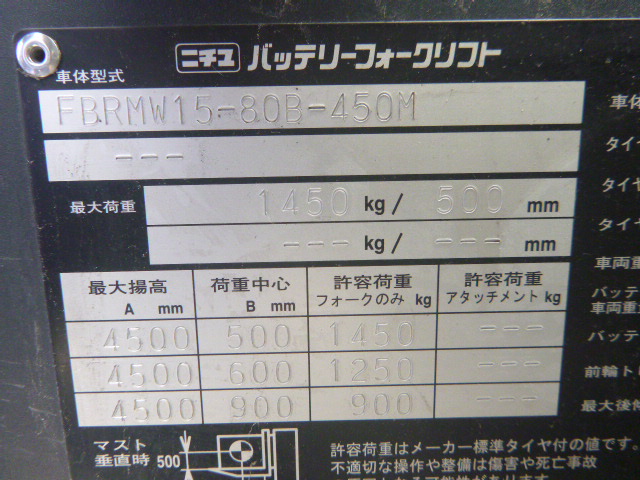 ニチユ バッテリーフォークリフト
車体型式
FBRMW15-80B-450M
---
最大荷重 1450 kg/ 500 mm
--- kg/ --- mm
最大揚高 A mm 荷重中心 B mm 許容荷重 フォークのみ kg 許容荷重 アタッチメント kg
4500 500 1450 ---
4500 600 1250 ---
4500 900 900 ---
マスト
垂直時 500
許容荷重はメーカー標準タイヤ付の値です。
不適切な操作や整備は傷害や死亡事故
車体
タイヤ
タイヤ
タイヤ
車両重
バッテ
車両重
バッテ
前輪トレ
最大後傾